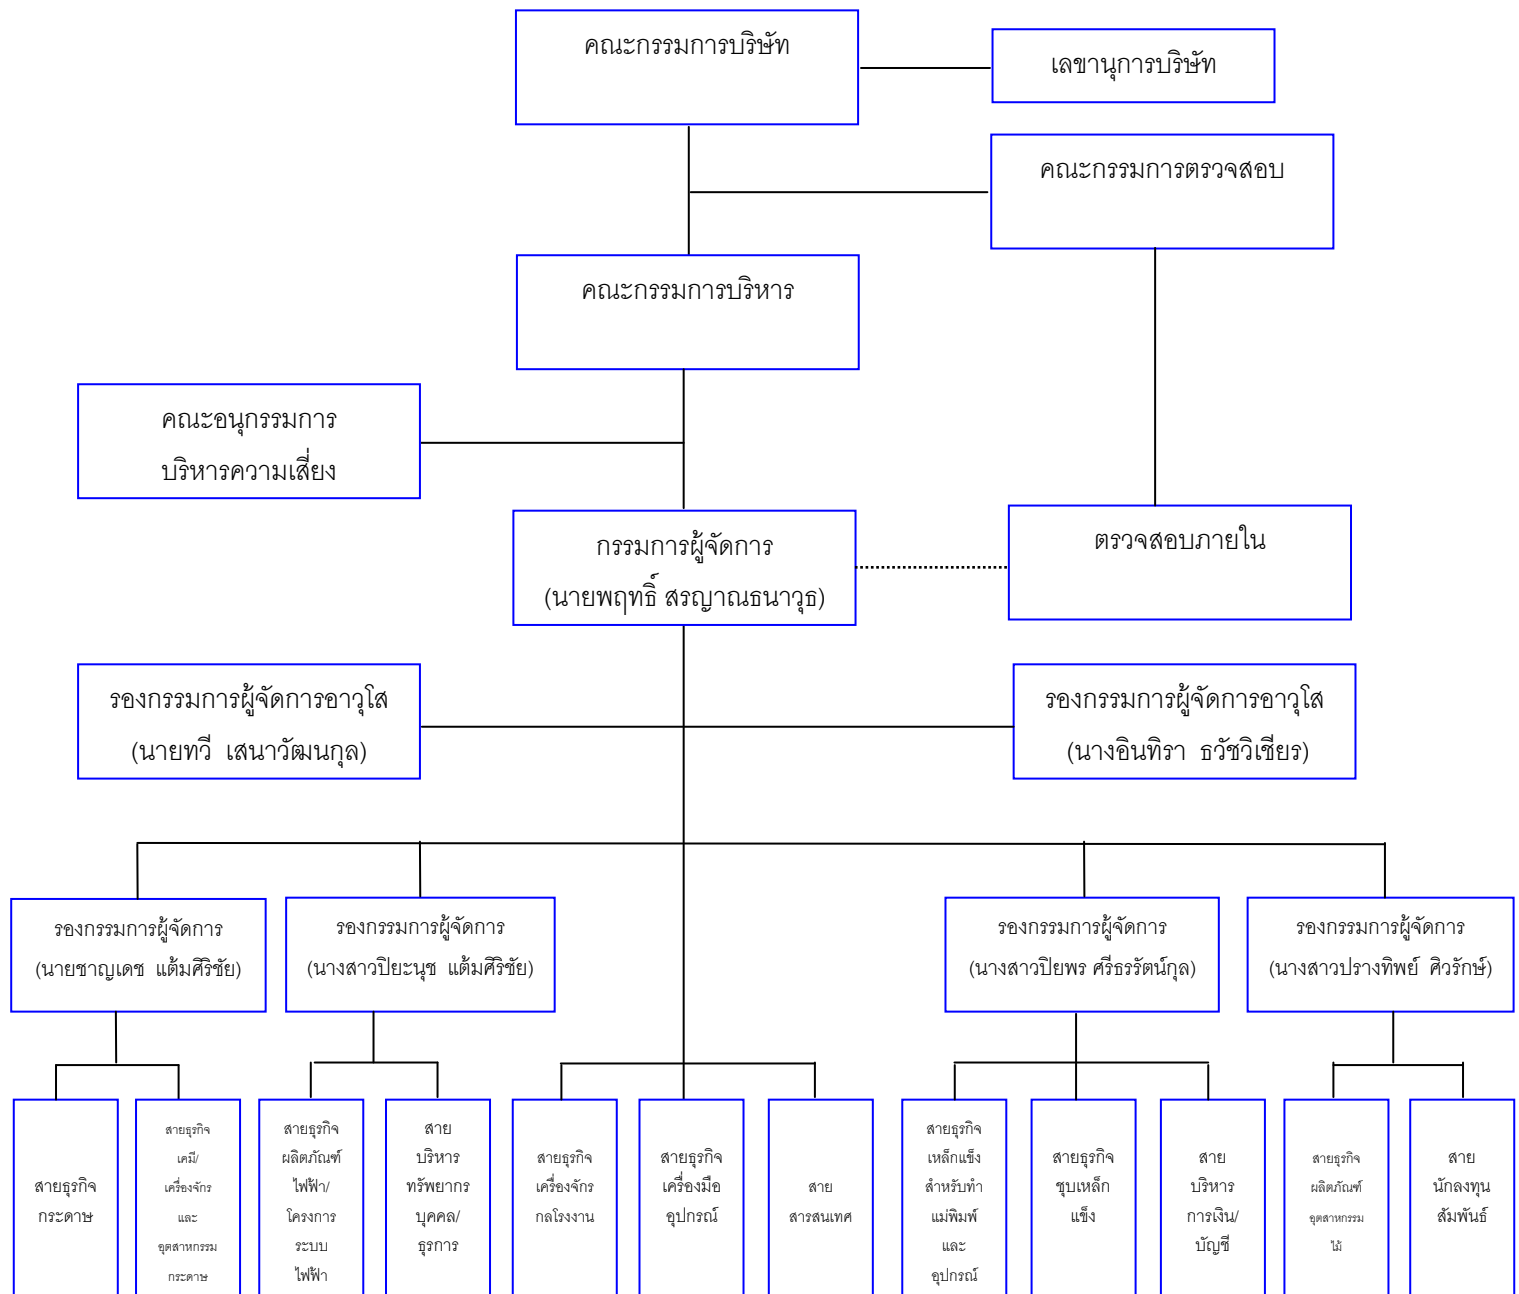 คณะกรรมการบริษัท
เลขานุการบริษัท
คณะกรรมการตรวจสอบ
คณะกรรมการบริหาร
คณะอนุกรรมการ
บริหารความเสี่ยง
กรรมการผู้จัดการ
(นายพฤทธิ์ สรญาณธนาวุธ)
ตรวจสอบภายใน
รองกรรมการผู้จัดการอาวุโส
(นายทวี เสนาวัฒนกุล)
รองกรรมการผู้จัดการอาวุโส
(นางอินทิรา ธวัชวิเชียร)
รองกรรมการผู้จัดการ
(นายชาญเดช แต้มศิริชัย)
รองกรรมการผู้จัดการ
(นางสาวปิยะนุช แต้มศิริชัย)
รองกรรมการผู้จัดการ
(นางสาวปิยพร ศรีธรรัตน์กุล)
รองกรรมการผู้จัดการ
(นางสาวปรางทิพย์ ศิวรักษ์)
สายธุรกิจ
กระดาษ
สายธุรกิจ
เคมี/
เครื่องจักร
และ
อุตสาหกรรม
กระดาษ
สายธุรกิจ
ผลิตภัณฑ์
ไฟฟ้า/
โครงการ
ระบบ
ไฟฟ้า
สาย
บริหาร
ทรัพยากร
บุคคล/
ธุรการ
สายธุรกิจ
เครื่องจักร
กลโรงงาน
สายธุรกิจ
เครื่องมือ
อุปกรณ์
สาย
สารสนเทศ
สายธุรกิจ
เหล็กแข็ง
สำหรับทำ
แม่พิมพ์
และ
อุปกรณ์
สายธุรกิจ
ชุบเหล็ก
แข็ง
สาย
บริหาร
การเงิน/
บัญชี
สายธุรกิจ
ผลิตภัณฑ์
อุตสาหกรรม
ไม้
สาย
นักลงทุน
สัมพันธ์